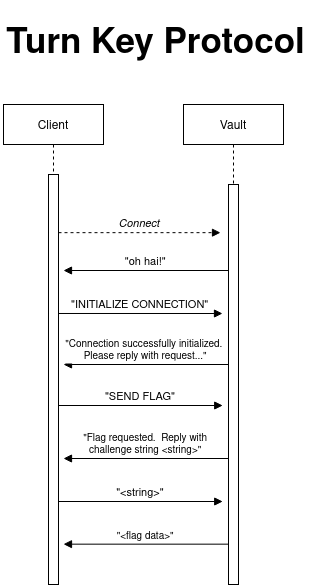 Turn Key Protocol
Client
Vault
Connect
"oh hai!"
"INITIALIZE CONNECTION"
"Connection successfully initialized.
Please reply with request..."
"SEND FLAG"
"Flag requested.  Reply with
challenge string <string>"
"<string>"
"<flag data>"